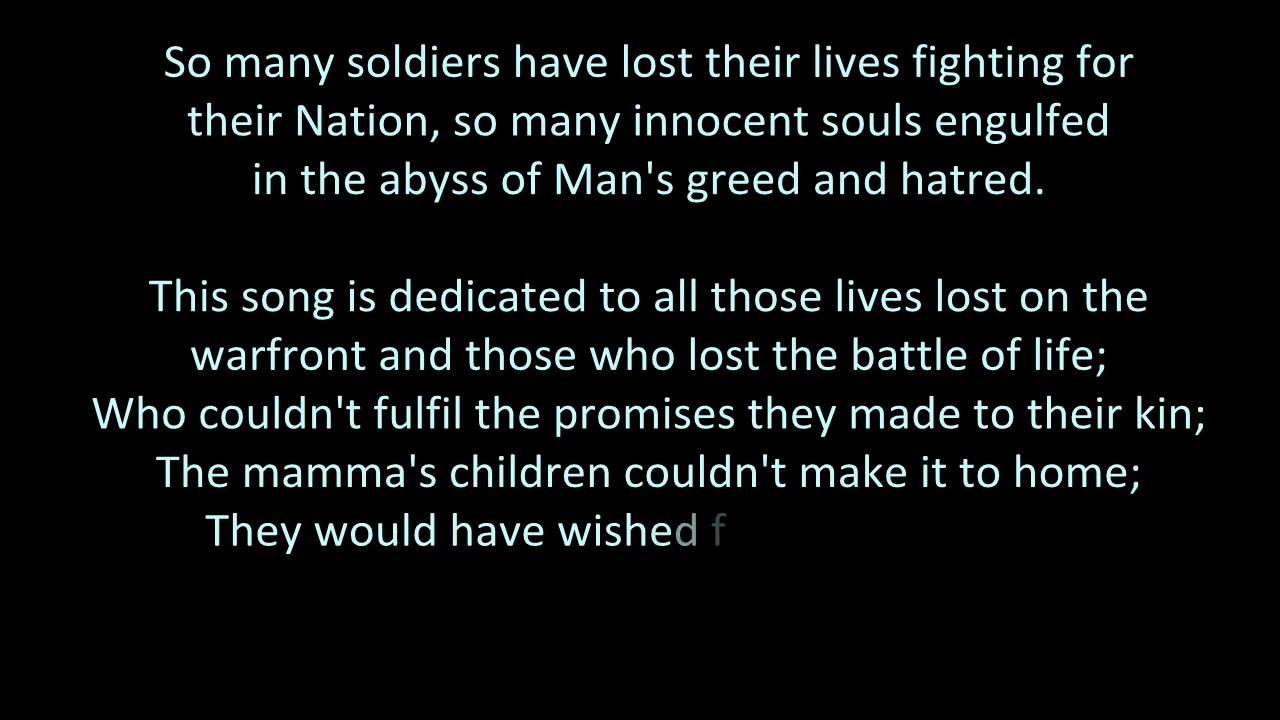 So many soldiers have lost their lives fighting for
their Nation, so many innocent souls engulfed
in the abyss of Man's greed and hatred.
This song is dedicated to all those lives lost on the
warfront and those who lost the battle of life;
Who couldn't fulfil the promises they made to their kin;
The mamma's children couldn't make it to home;
They would have wished f